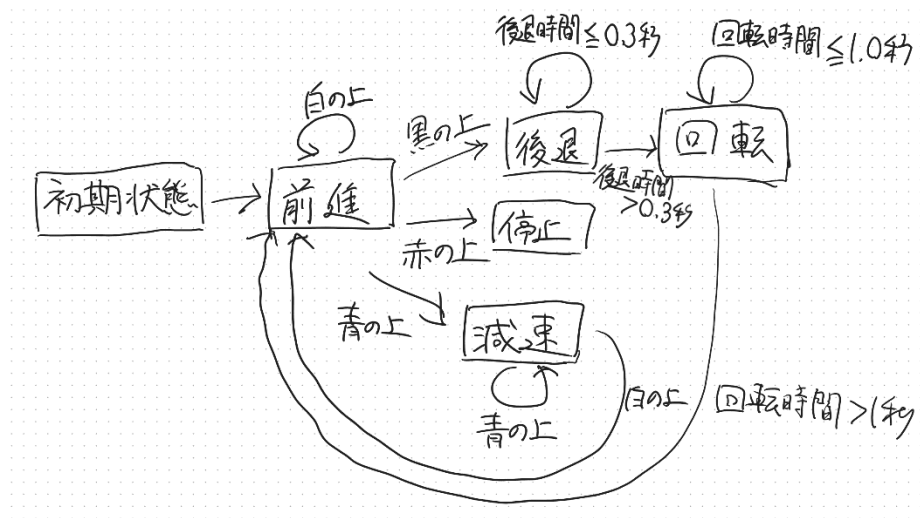 後退時間≦0.3秒
回転時間≦1.0秒
白の上
黒の上
後退
回転
初期状態
前進
後退時間
>0.3秒
停止
赤の上
青の上
減速
白の上
回転時間>1秒
青の上